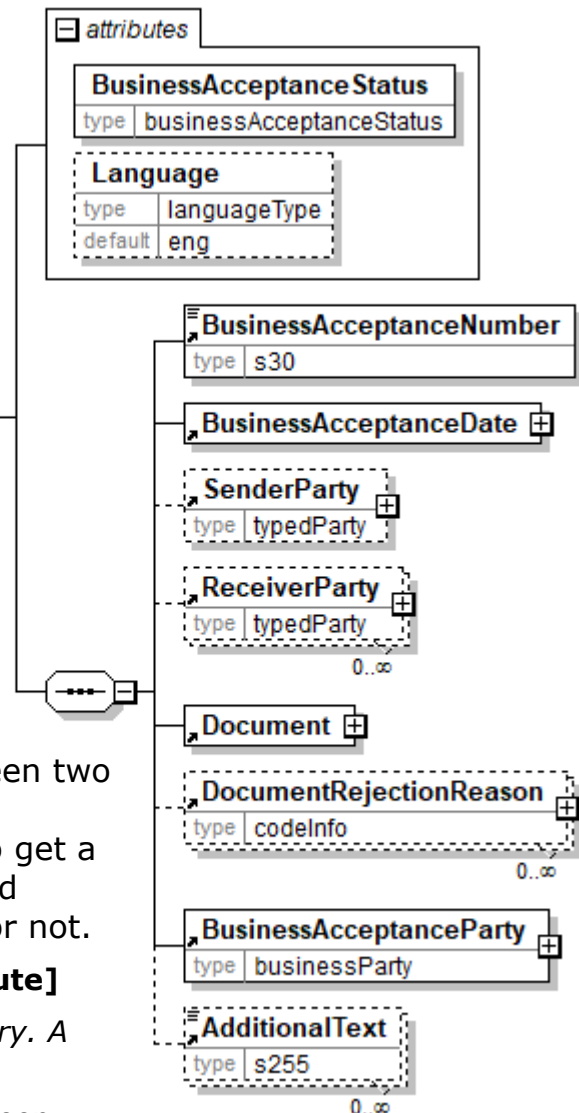 attributes
BusinessAcceptanceStatus
type businessAcceptanceStatus
Language
type languageType
default eng
BusinessAcceptanceNumber
type s30
BusinessAcceptanceDate
SenderParty
type typedParty
ReceiverParty
type typedParty
0..∞
Document
een two
DocumentRejectionReason
type codeInfo
0..∞
o get a
d
or not.
BusinessAcceptanceParty
type businessParty
ute]
ry. A
AdditionalText
type s255
0..∞